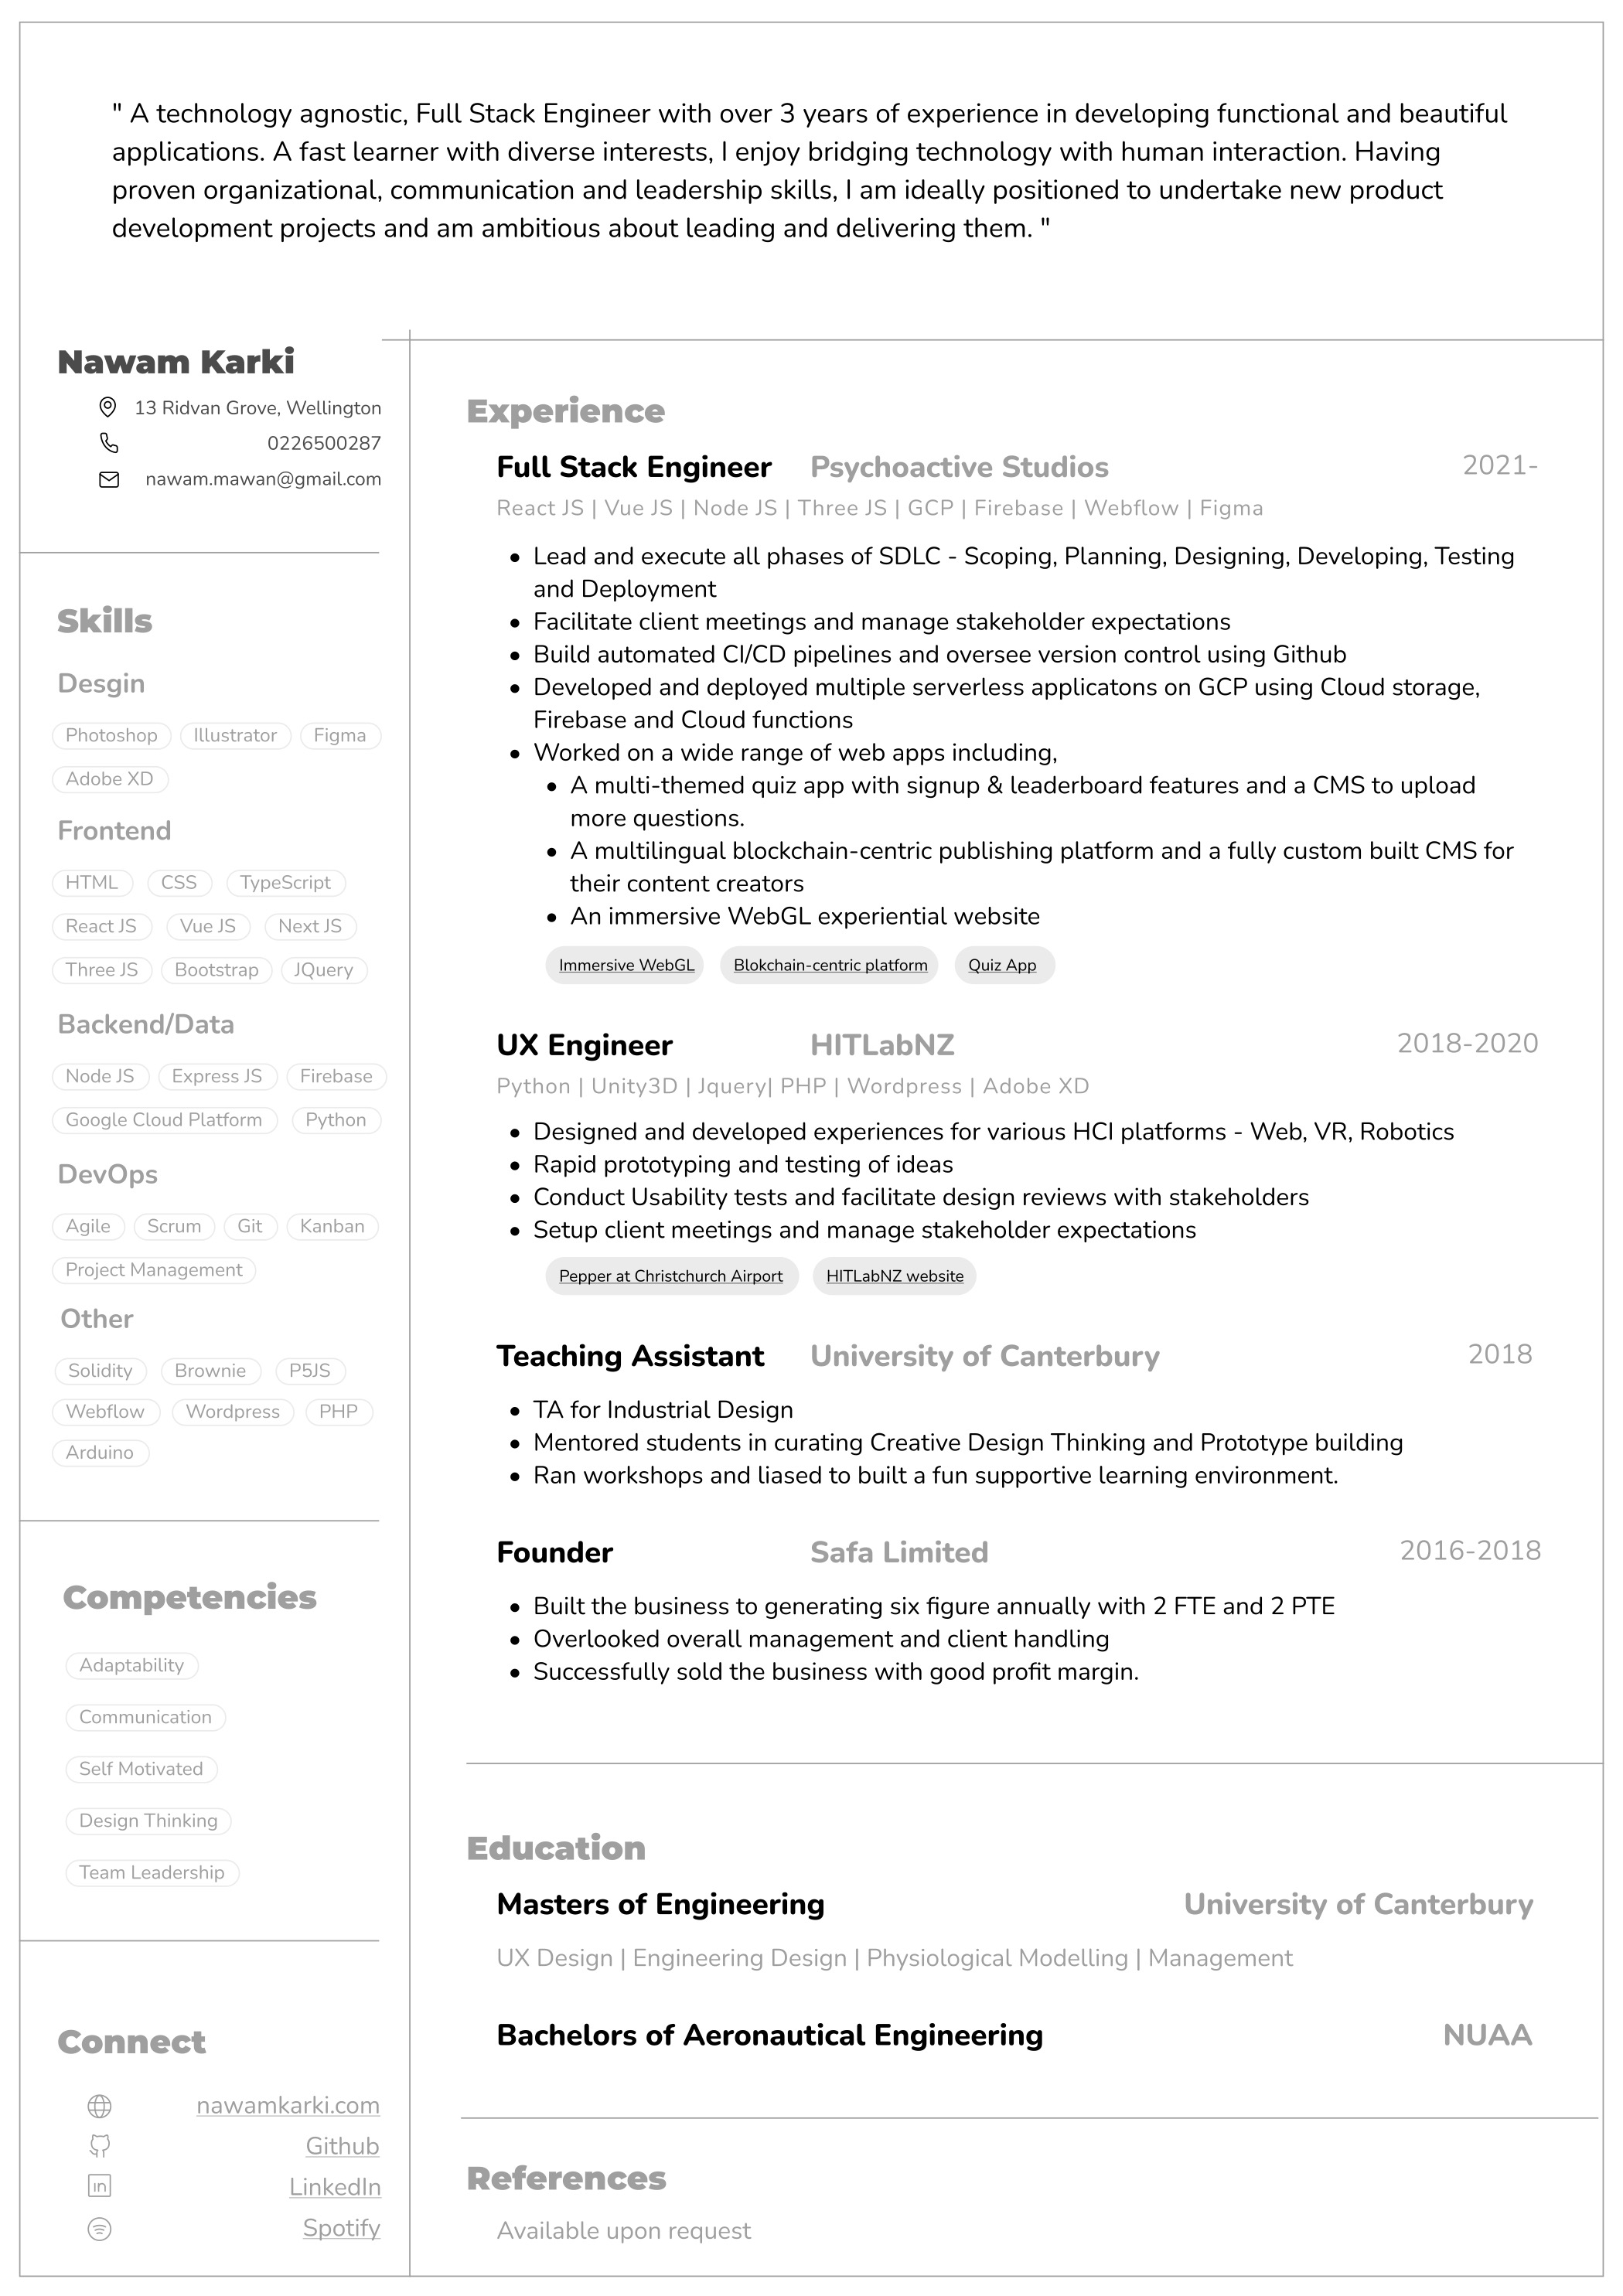 " A technology agnostic, Full Stack Engineer with over 3 years of experience in developing functional and beautiful
applications. A fast learner with diverse interests, I enjoy bridging technology with human interaction. Having
proven organizational, communication and leadership skills, I am ideally positioned to undertake new product
development projects and am ambitious about leading and delivering them. "
Nawam Karki
13 Ridvan Grove, Wellington
0226500287
nawam.mawan@gmail.com
Skills
Desgin
Photoshop Illustrator Figma
Adobe XD
Frontend
HTML CSS TypeScript
React JS Vue JS Next JS
Three JS Bootstrap JQuery
Backend/Data
Node JS Express JS Firebase
Google Cloud Platform Python
DevOps
Agile Scrum Git Kanban
Project Management
Other
Solidity Brownie P5JS
Webflow Wordpress PHP
Arduino
Competencies
Adaptability
Communication
Self Motivated
Design Thinking
Team Leadership
Connect
nawamkarki.com
Github
LinkedIn
Spotify
Experience
Full Stack Engineer Psychoactive Studios 2021-
React JS | Vue JS | Node JS | Three JS | GCP | Firebase | Webflow | Figma
• Lead and execute all phases of SDLC - Scoping, Planning, Designing, Developing, Testing
and Deployment
• Facilitate client meetings and manage stakeholder expectations
• Build automated CI/CD pipelines and oversee version control using Github
• Developed and deployed multiple serverless applicatons on GCP using Cloud storage,
Firebase and Cloud functions
• Worked on a wide range of web apps including,
• A multi-themed quiz app with signup & leaderboard features and a CMS to upload
more questions.
• A multilingual blockchain-centric publishing platform and a fully custom built CMS for
their content creators
• An immersive WebGL experiential website
Immersive WebGL Blokchain-centric platform Quiz App
UX Engineer HITLabNZ 2018-2020
Python | Unity3D | Jquery| PHP | Wordpress | Adobe XD
• Designed and developed experiences for various HCI platforms - Web, VR, Robotics
• Rapid prototyping and testing of ideas
• Conduct Usability tests and facilitate design reviews with stakeholders
• Setup client meetings and manage stakeholder expectations
Pepper at Christchurch Airport HITLabNZ website
Teaching Assistant University of Canterbury 2018
• TA for Industrial Design
• Mentored students in curating Creative Design Thinking and Prototype building
• Ran workshops and liased to built a fun supportive learning environment.
Founder Safa Limited 2016-2018
• Built the business to generating six figure annually with 2 FTE and 2 PTE
• Overlooked overall management and client handling
• Successfully sold the business with good profit margin.
Education
Masters of Engineering University of Canterbury
UX Design | Engineering Design | Physiological Modelling | Management
Bachelors of Aeronautical Engineering NUAA
References
Available upon request